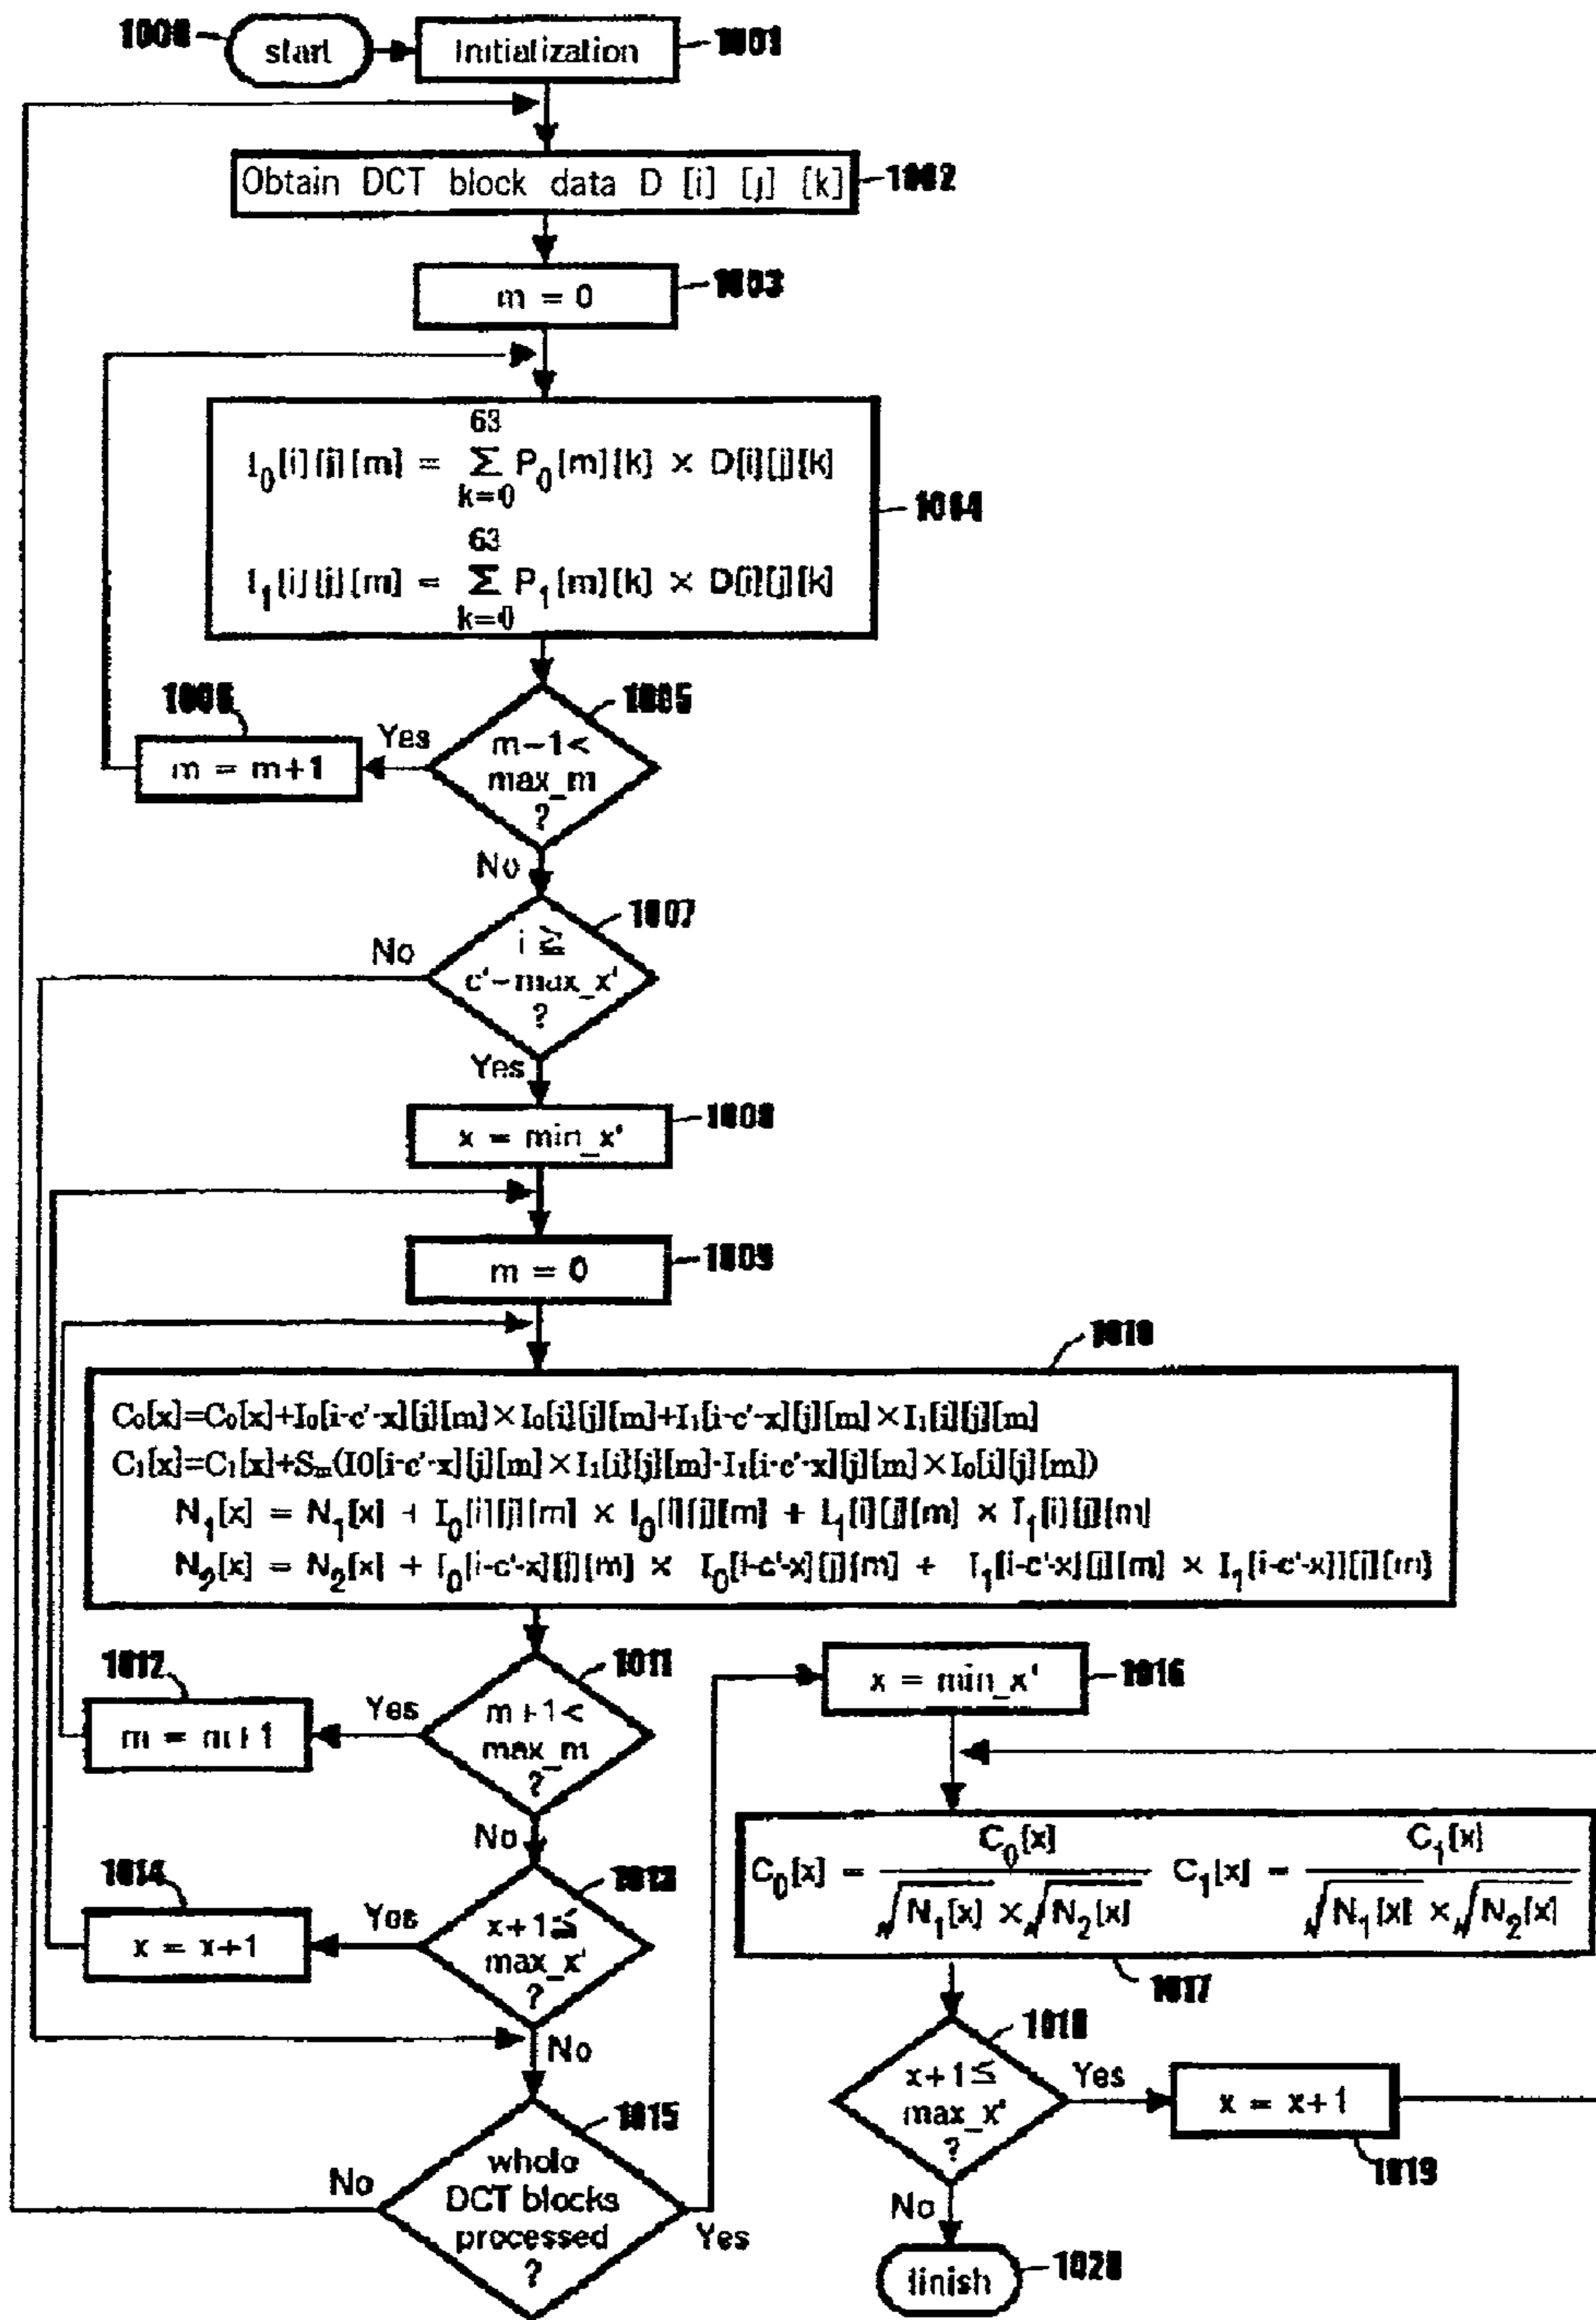 1000
start
Initialization
1001
Obtain DCT block data D [i] [j] [k]
1002
m = 0
1003
63
I₀[i][j][m] = Σ P₀[m][k] × D[i][j][k]
k=0
63
I₁[i][j][m] = Σ P₁[m][k] × D[i][j][k]
k=0
1004
1005
1006
Yes
m-1<
max_m
?
m = m+1
No
1007
No
i ≧
c'-max_x'
?
Yes
1008
x = min_x'
m = 0
1009
1010
C₀[x]=C₀[x]+I₀[i-c'-x][j][m]×I₀[i][j][m]+I₁[i-c'-x][j][m]×I₁[i][j][m]
C₁[x]=C₁[x]+Sₘ(I0[i-c'-x][j][m]×I₁[i][j][m]-I₁[i-c'-x][j][m]×I₀[i][j][m])
N₁[x] = N₁[x] + I₀[i][j][m] × I₀[i][j][m] + I₁[i][j][m] × I₁[i][j][m]
N₂[x] = N₂[x] + I₀[i-c'-x][j][m] × I₀[i-c'-x][j][m] + I₁[i-c'-x][j][m] × I₁[i-c'-x]][j][m]
1011
1012
Yes
m+1<
max_m
?
m = m+1
No
1013
1014
Yes
x+1≦
max_x'
?
x = x+1
No
1015
whole
DCT blocks
processed
?
No
Yes
x = min_x'
1016
C₀[x] = C₀[x] / √N₁[x] × √N₂[x] C₁[x] = C₁[x] / √N₁[x] × √N₂[x]
1017
1018
x+1≦
max_x'
?
Yes
x = x+1
1019
No
finish
1020